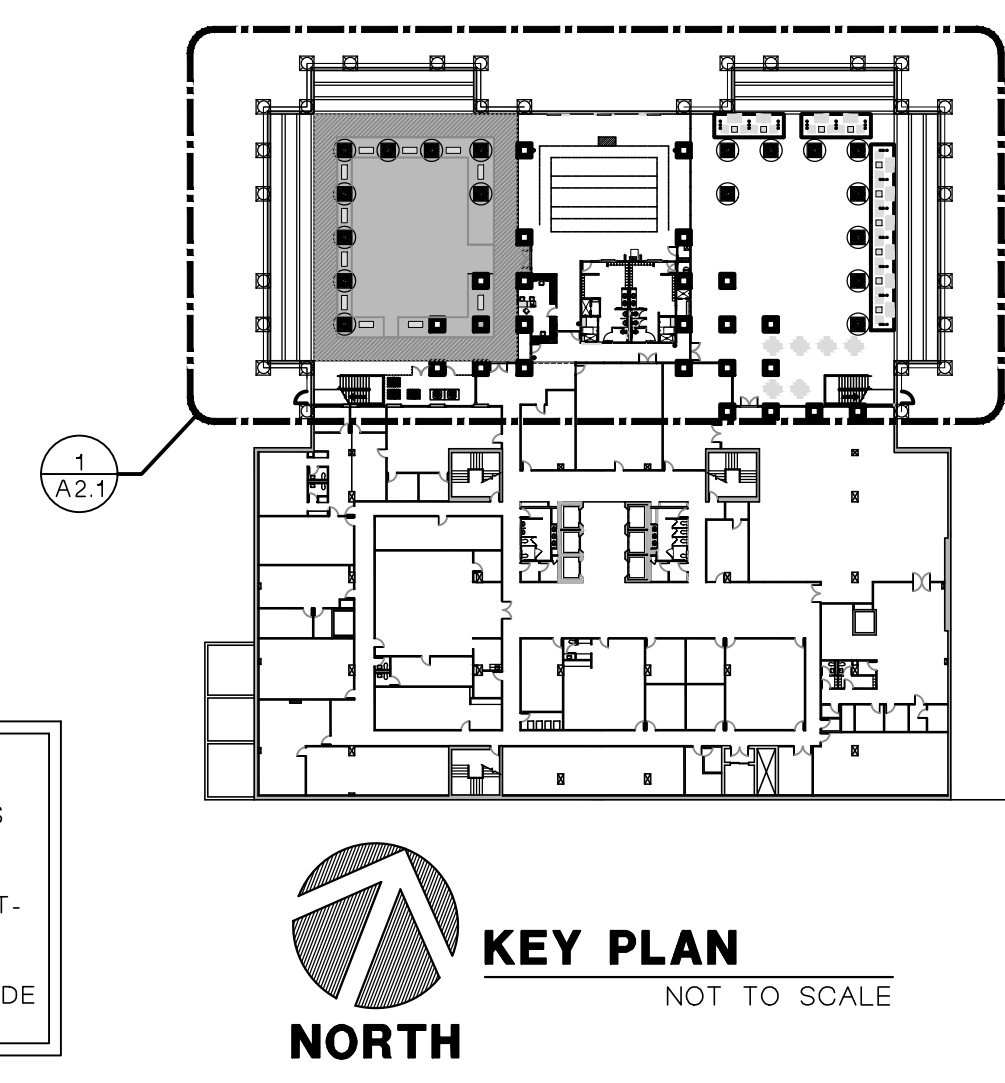 1
A2.1
S
T-
DE
KEY PLAN
NOT TO SCALE
NORTH